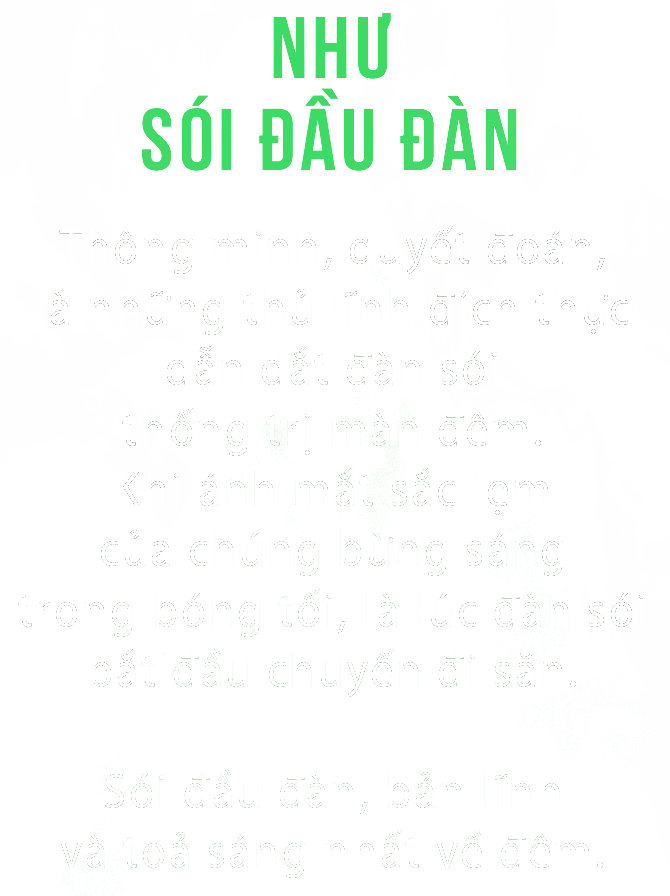 NHƯ
SÓI ĐẦU ĐÀN
Thông minh, quyết đoán,
là những thủ lĩnh đích thực
dẫn dắt đàn sói
thống trị màn đêm.
Khi ánh mắt sắc lẹm
của chúng bừng sáng
trong bóng tối, là lúc đàn sói
bắt đầu chuyến đi săn.
Sói đầu đàn, bản lĩnh
và toả sáng nhất về đêm.